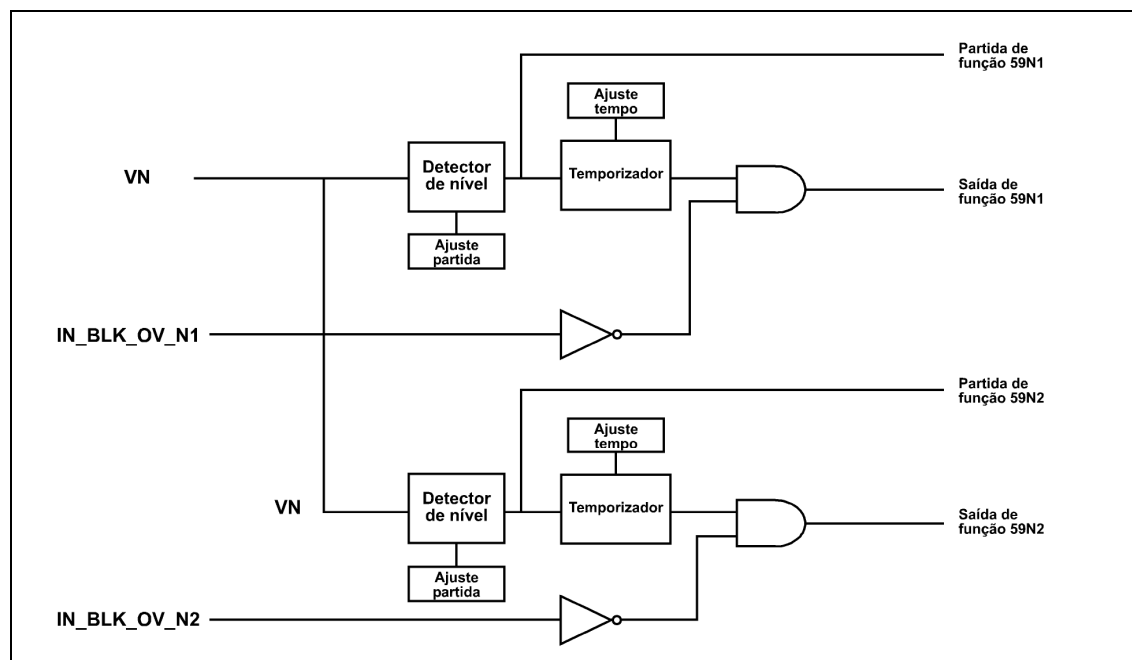 Partida de
função 59N1
Ajuste
tempo
VN
Detector
de nível
Temporizador
Saída de
função 59N1
Ajuste
partida
IN_BLK_OV_N1
Partida de
função 59N2
Ajuste
tempo
VN
Detector
de nível
Temporizador
Saída de
função 59N2
Ajuste
partida
IN_BLK_OV_N2